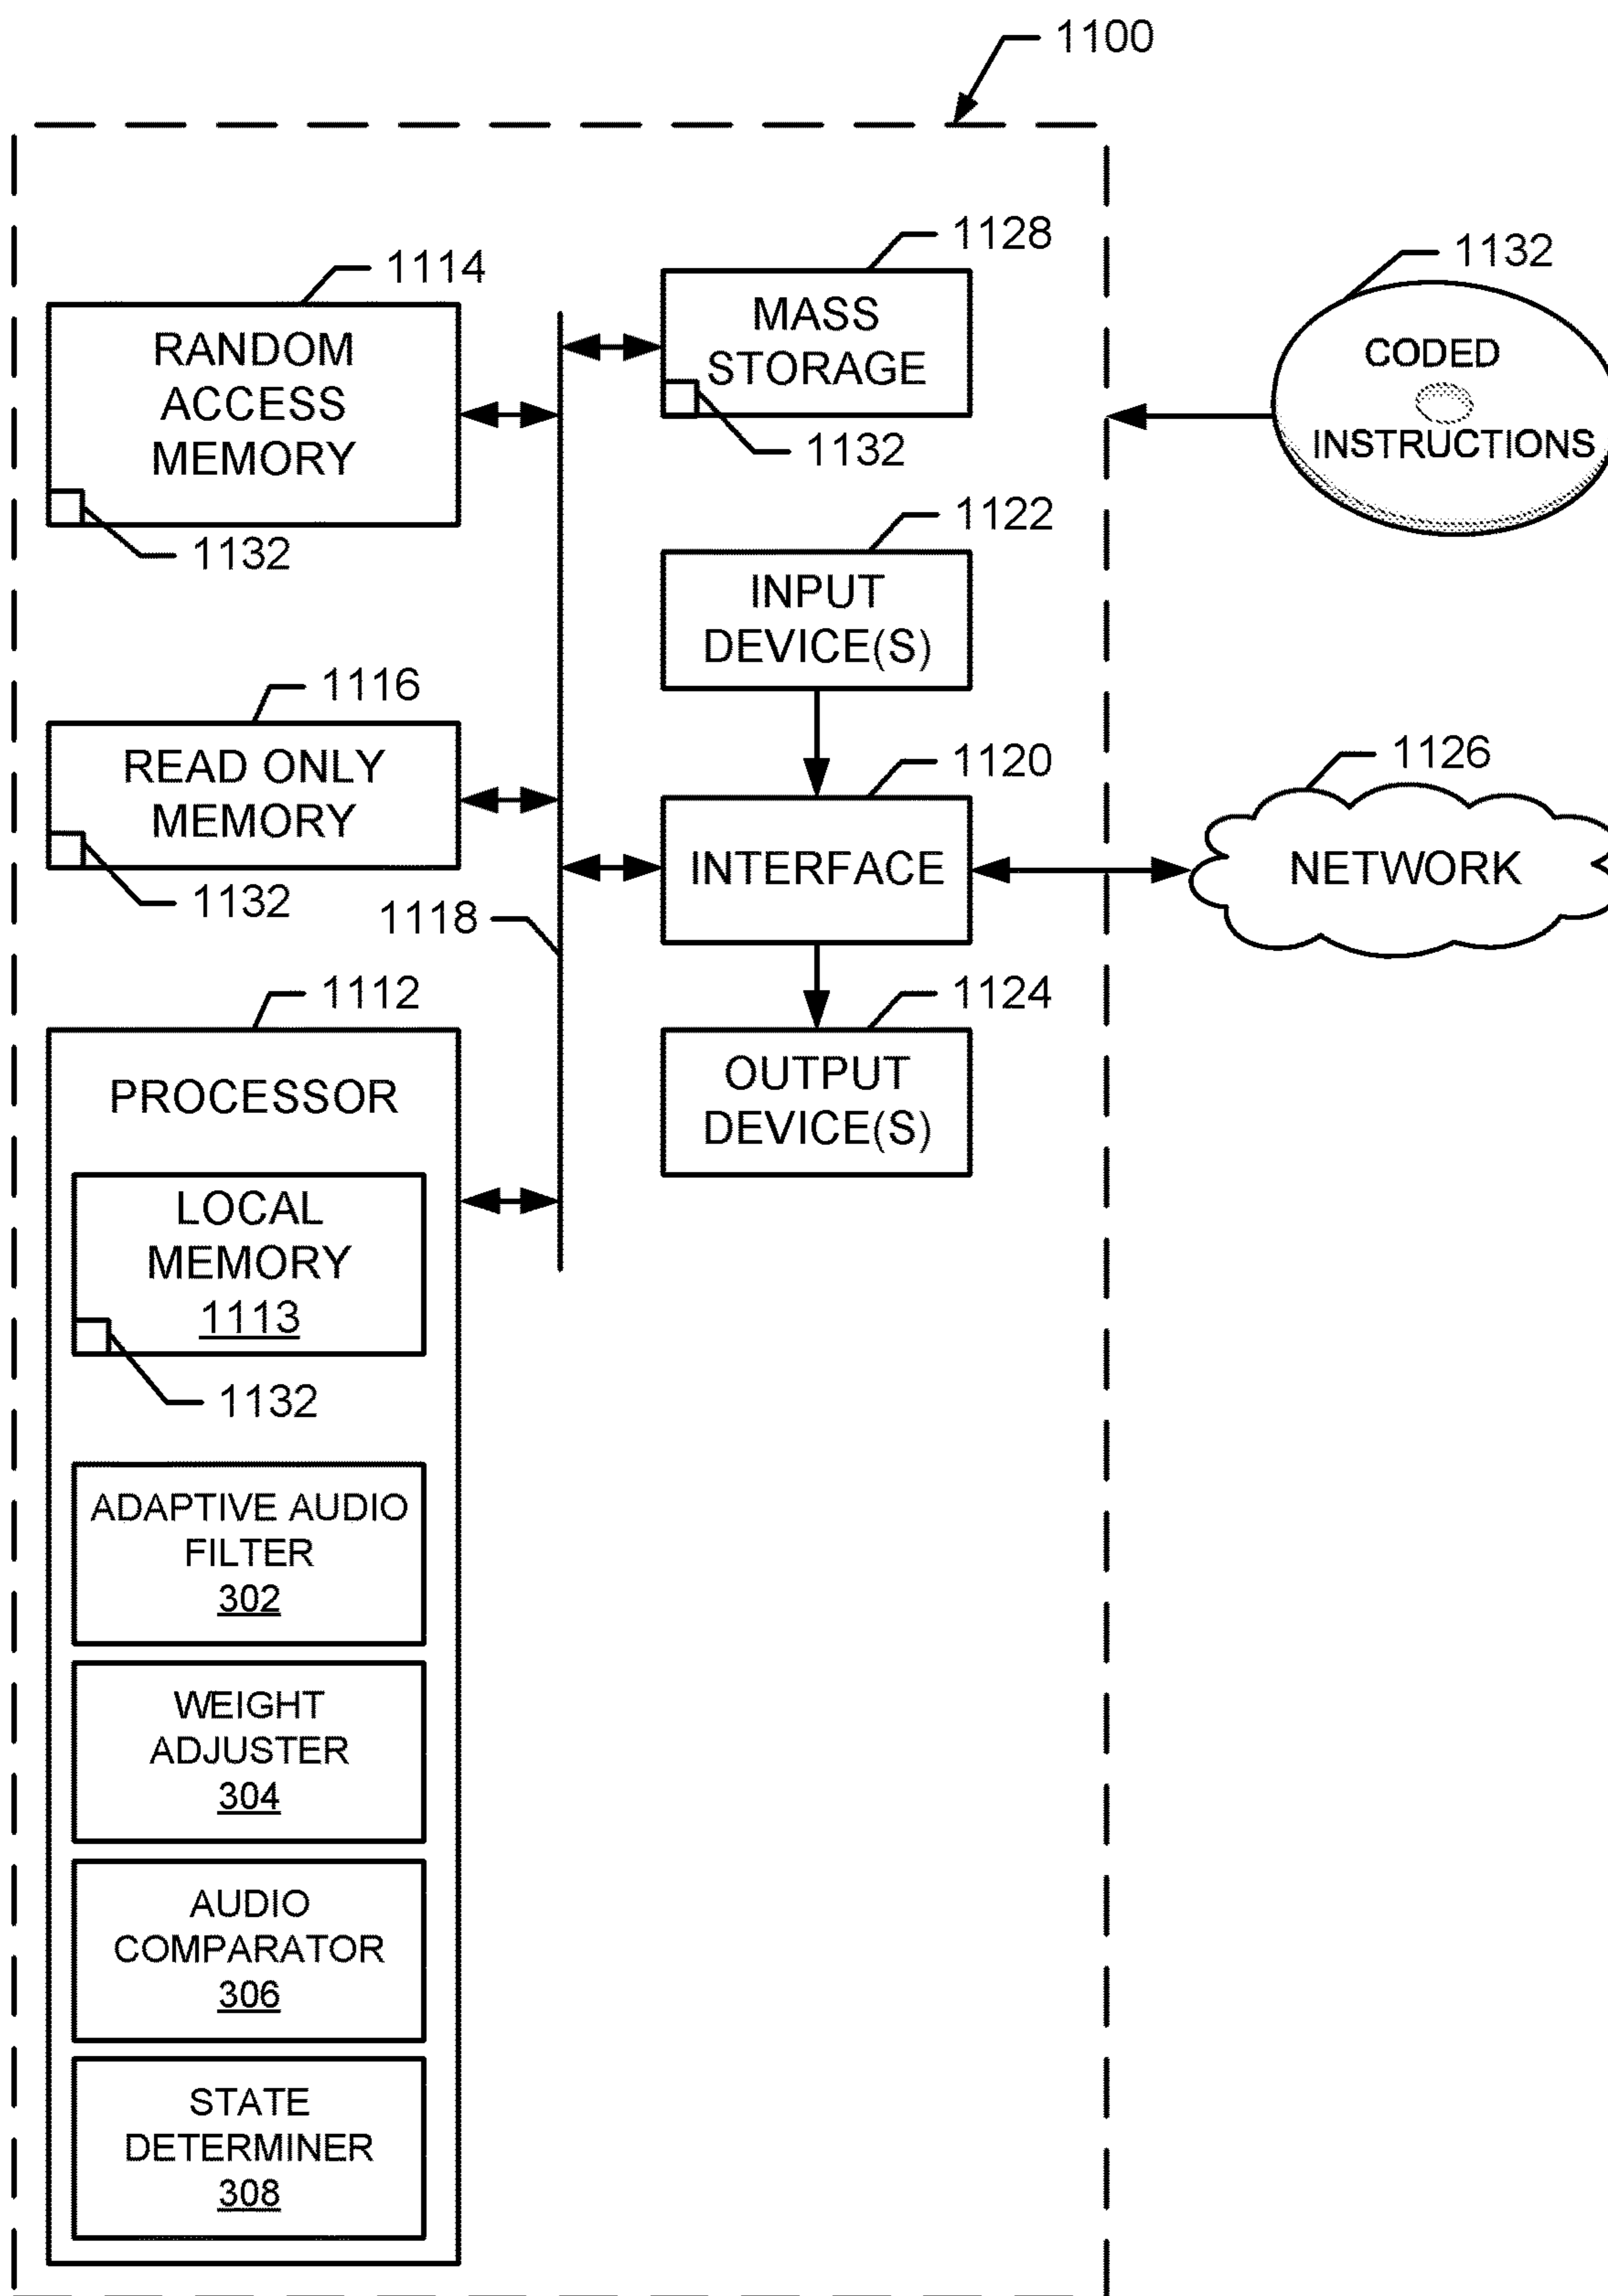 1100
1114
RANDOM
ACCESS
MEMORY
1132
1128
MASS
STORAGE
1132
1132
CODED
INSTRUCTIONS
1122
INPUT
DEVICE(S)
1116
READ ONLY
MEMORY
1132
1118
1120
INTERFACE
1126
NETWORK
1124
OUTPUT
DEVICE(S)
1112
PROCESSOR
LOCAL
MEMORY
1113
1132
ADAPTIVE AUDIO
FILTER
302
WEIGHT
ADJUSTER
304
AUDIO
COMPARATOR
306
STATE
DETERMINER
308